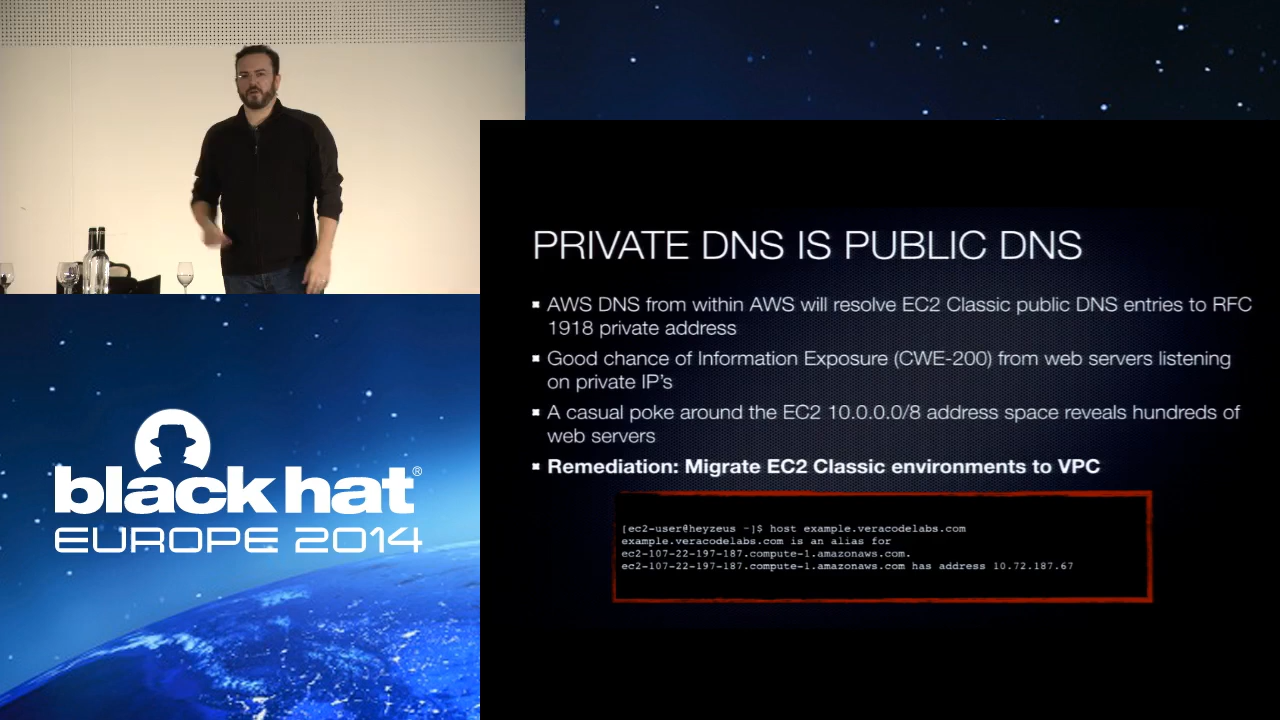 PRIVATE DNS IS PUBLIC DNS
AWS DNS from within AWS will resolve EC2 Classic public DNS entries to RFC
1918 private address
Good chance of Information Exposure (CWE-200) from web servers listening
on private IP's
A casual poke around the EC2 10.0.0.0/8 address space reveals hundreds of
web servers
Remediation: Migrate EC2 Classic environments to VPC
[ec2-user@heyzeus ~]$ host example.veracodelabs.com
example.veracodelabs.com is an alias for
ec2-107-22-197-187.compute-1.amazonaws.com.
ec2-107-22-197-187.compute-1.amazonaws.com has address 10.72.187.67
black hat®
EUROPE 2014